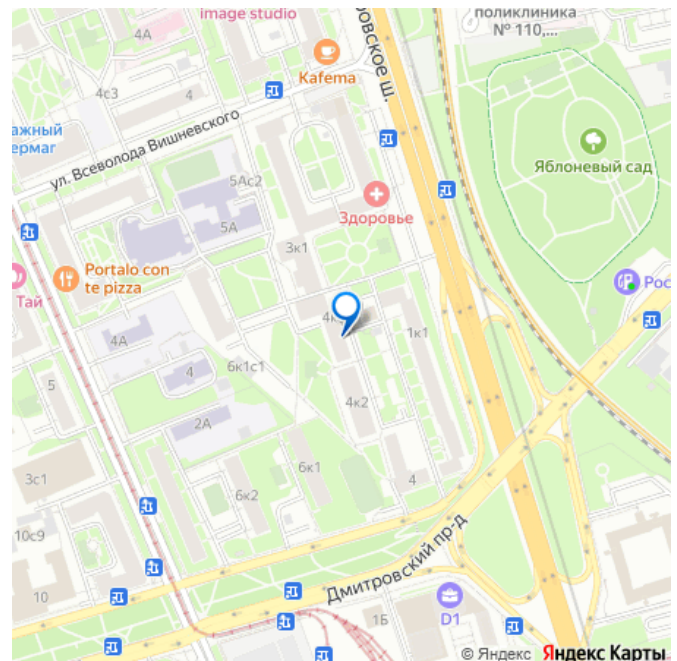 image studio
4А
Kafema
ровское ш.
поликлиника
№ 110,...
4с3
4
ажный
ермаг
ул. Всеволода Вишневского
5Ас2
5А
Яблоневый сад
Здоровье
3к1
Portalo con
te pizza
Тай
Рос
4А
4к
1к1
6к1с1
4
5
4к2
2А
3с1
6к1
4
6к2
10с9
Дмитровский пр-д
10
1Б
D1
© Яндекс Яндекс Карты